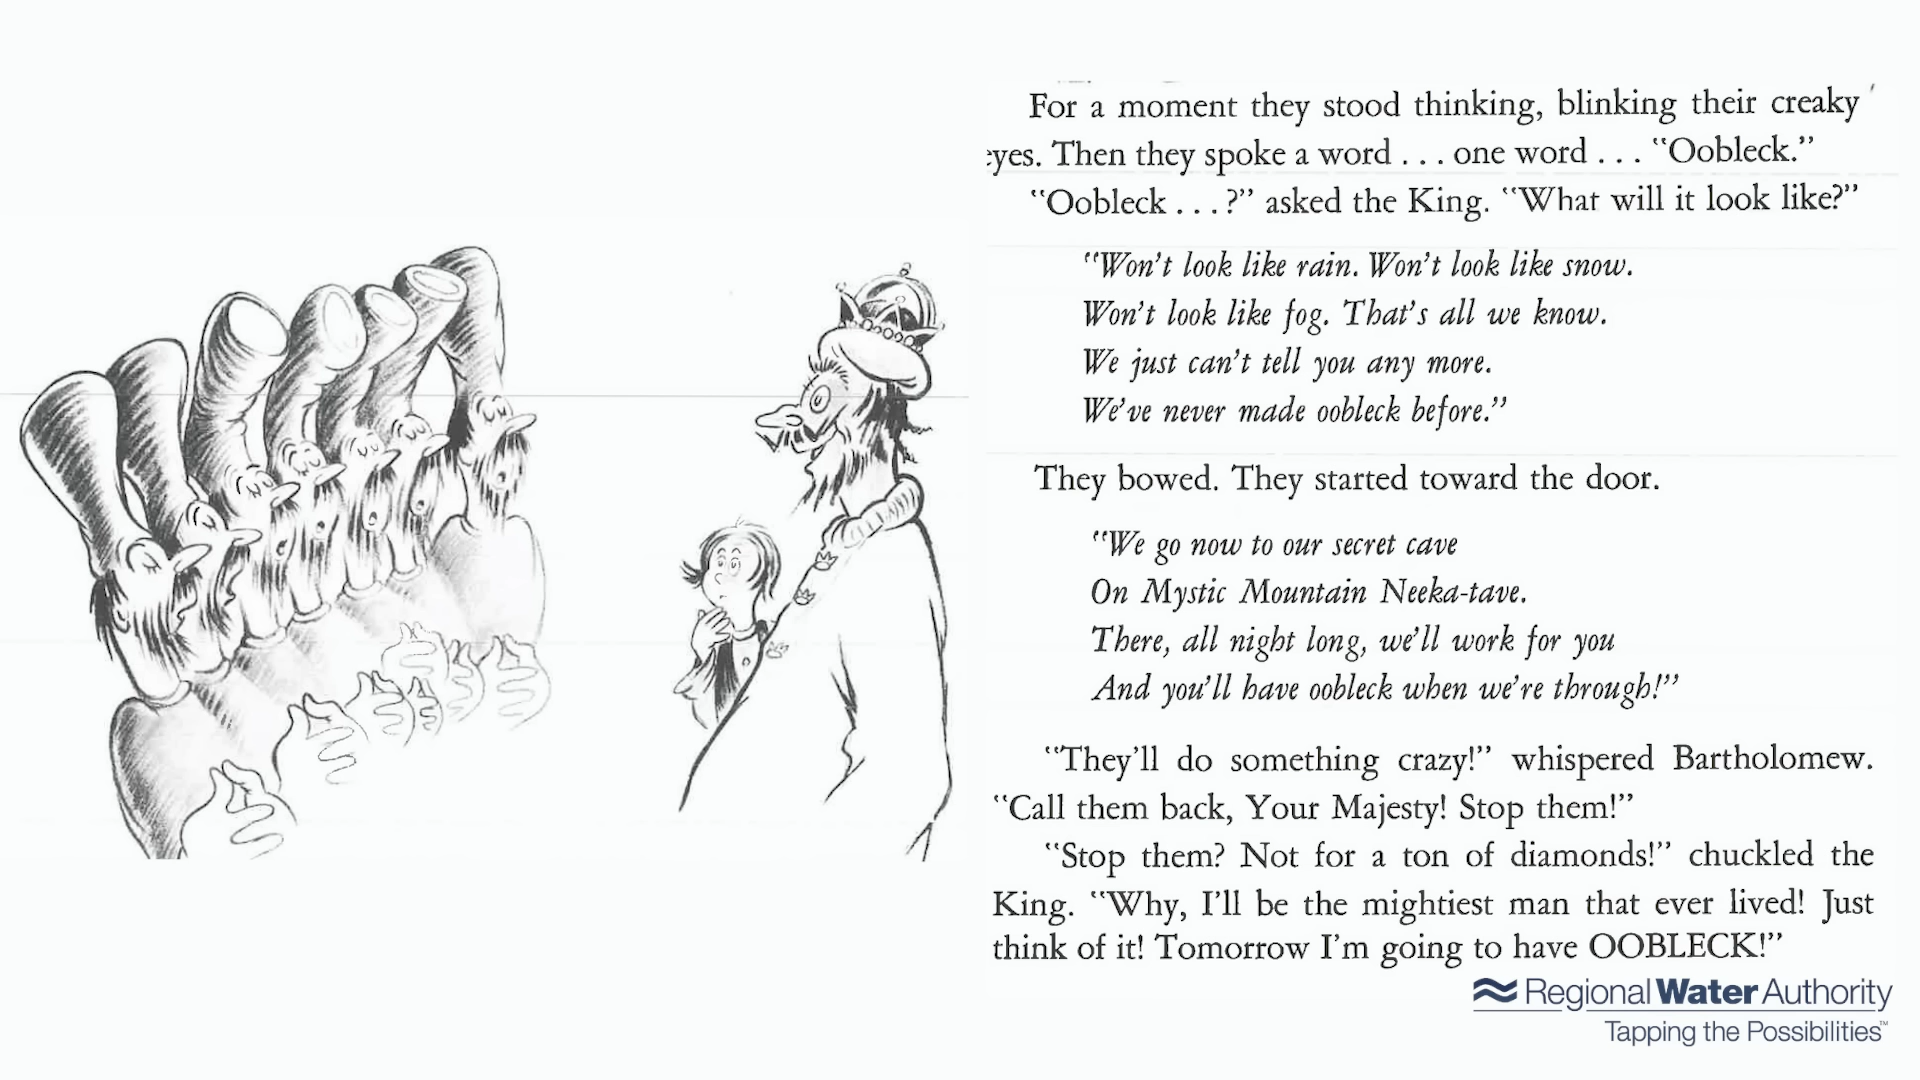 For a moment they stood thinking, blinking their creaky
eyes. Then they spoke a word . . . one word . . . "Oobleck."
"Oobleck . . . ?" asked the King. "What will it look like?"
"Won't look like rain. Won't look like snow.
Won't look like fog. That's all we know.
We just can't tell you any more.
We've never made oobleck before."
They bowed. They started toward the door.
"We go now to our secret cave
On Mystic Mountain Neeka-tave.
There, all night long, we'll work for you
And you'll have oobleck when we're through!"
"They'll do something crazy!" whispered Bartholomew.
"Call them back, Your Majesty! Stop them!"
"Stop them? Not for a ton of diamonds!" chuckled the
King. "Why, I'll be the mightiest man that ever lived! Just
think of it! Tomorrow I'm going to have OOBLECK!"
Regional Water Authority
Tapping the Possibilities™